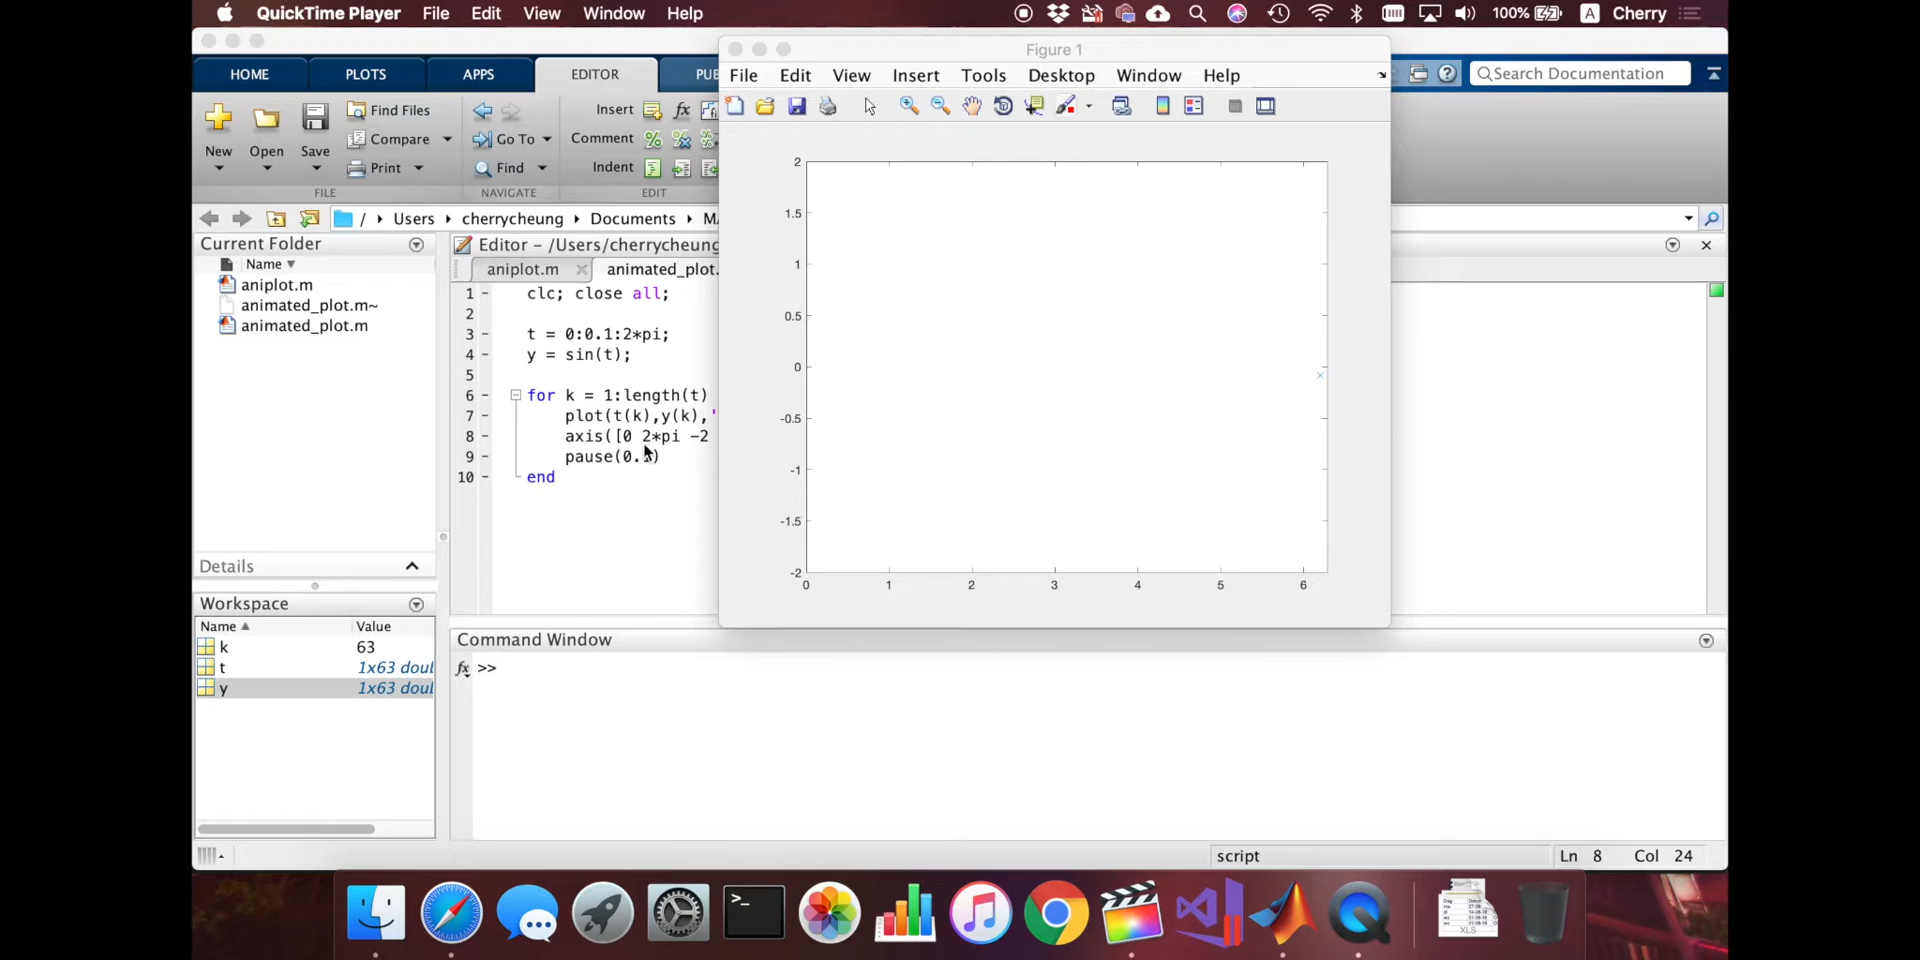 QuickTime Player File Edit View Window Help 100% A Cherry
Figure 1
HOME PLOTS APPS EDITOR PUB
File Edit View Insert Tools Desktop Window Help
Search Documentation
Find Files
Insert fx
Compare
Go To
Comment
New Open Save
Print
Find
Indent
FILE NAVIGATE EDIT
/ Users cherrycheung Documents MA
Current Folder
Editor – /Users/cherrycheung
Name
aniplot.m animated_plot.
aniplot.m
animated_plot.m~
animated_plot.m
1 clc; close all;
2
3 t = 0:0.1:2*pi;
4 y = sin(t);
5
6 for k = 1:length(t)
7 plot(t(k),y(k),'
8 axis([0 2*pi -2
9 pause(0. )
10 end
2
1.5
1
0.5
0
-0.5
-1
-1.5
-2
0 1 2 3 4 5 6
Details
Workspace
Name Value
k 63
t 1x63 doub
y 1x63 doub
Command Window
fx >>
script Ln 8 Col 24
>_
XLS